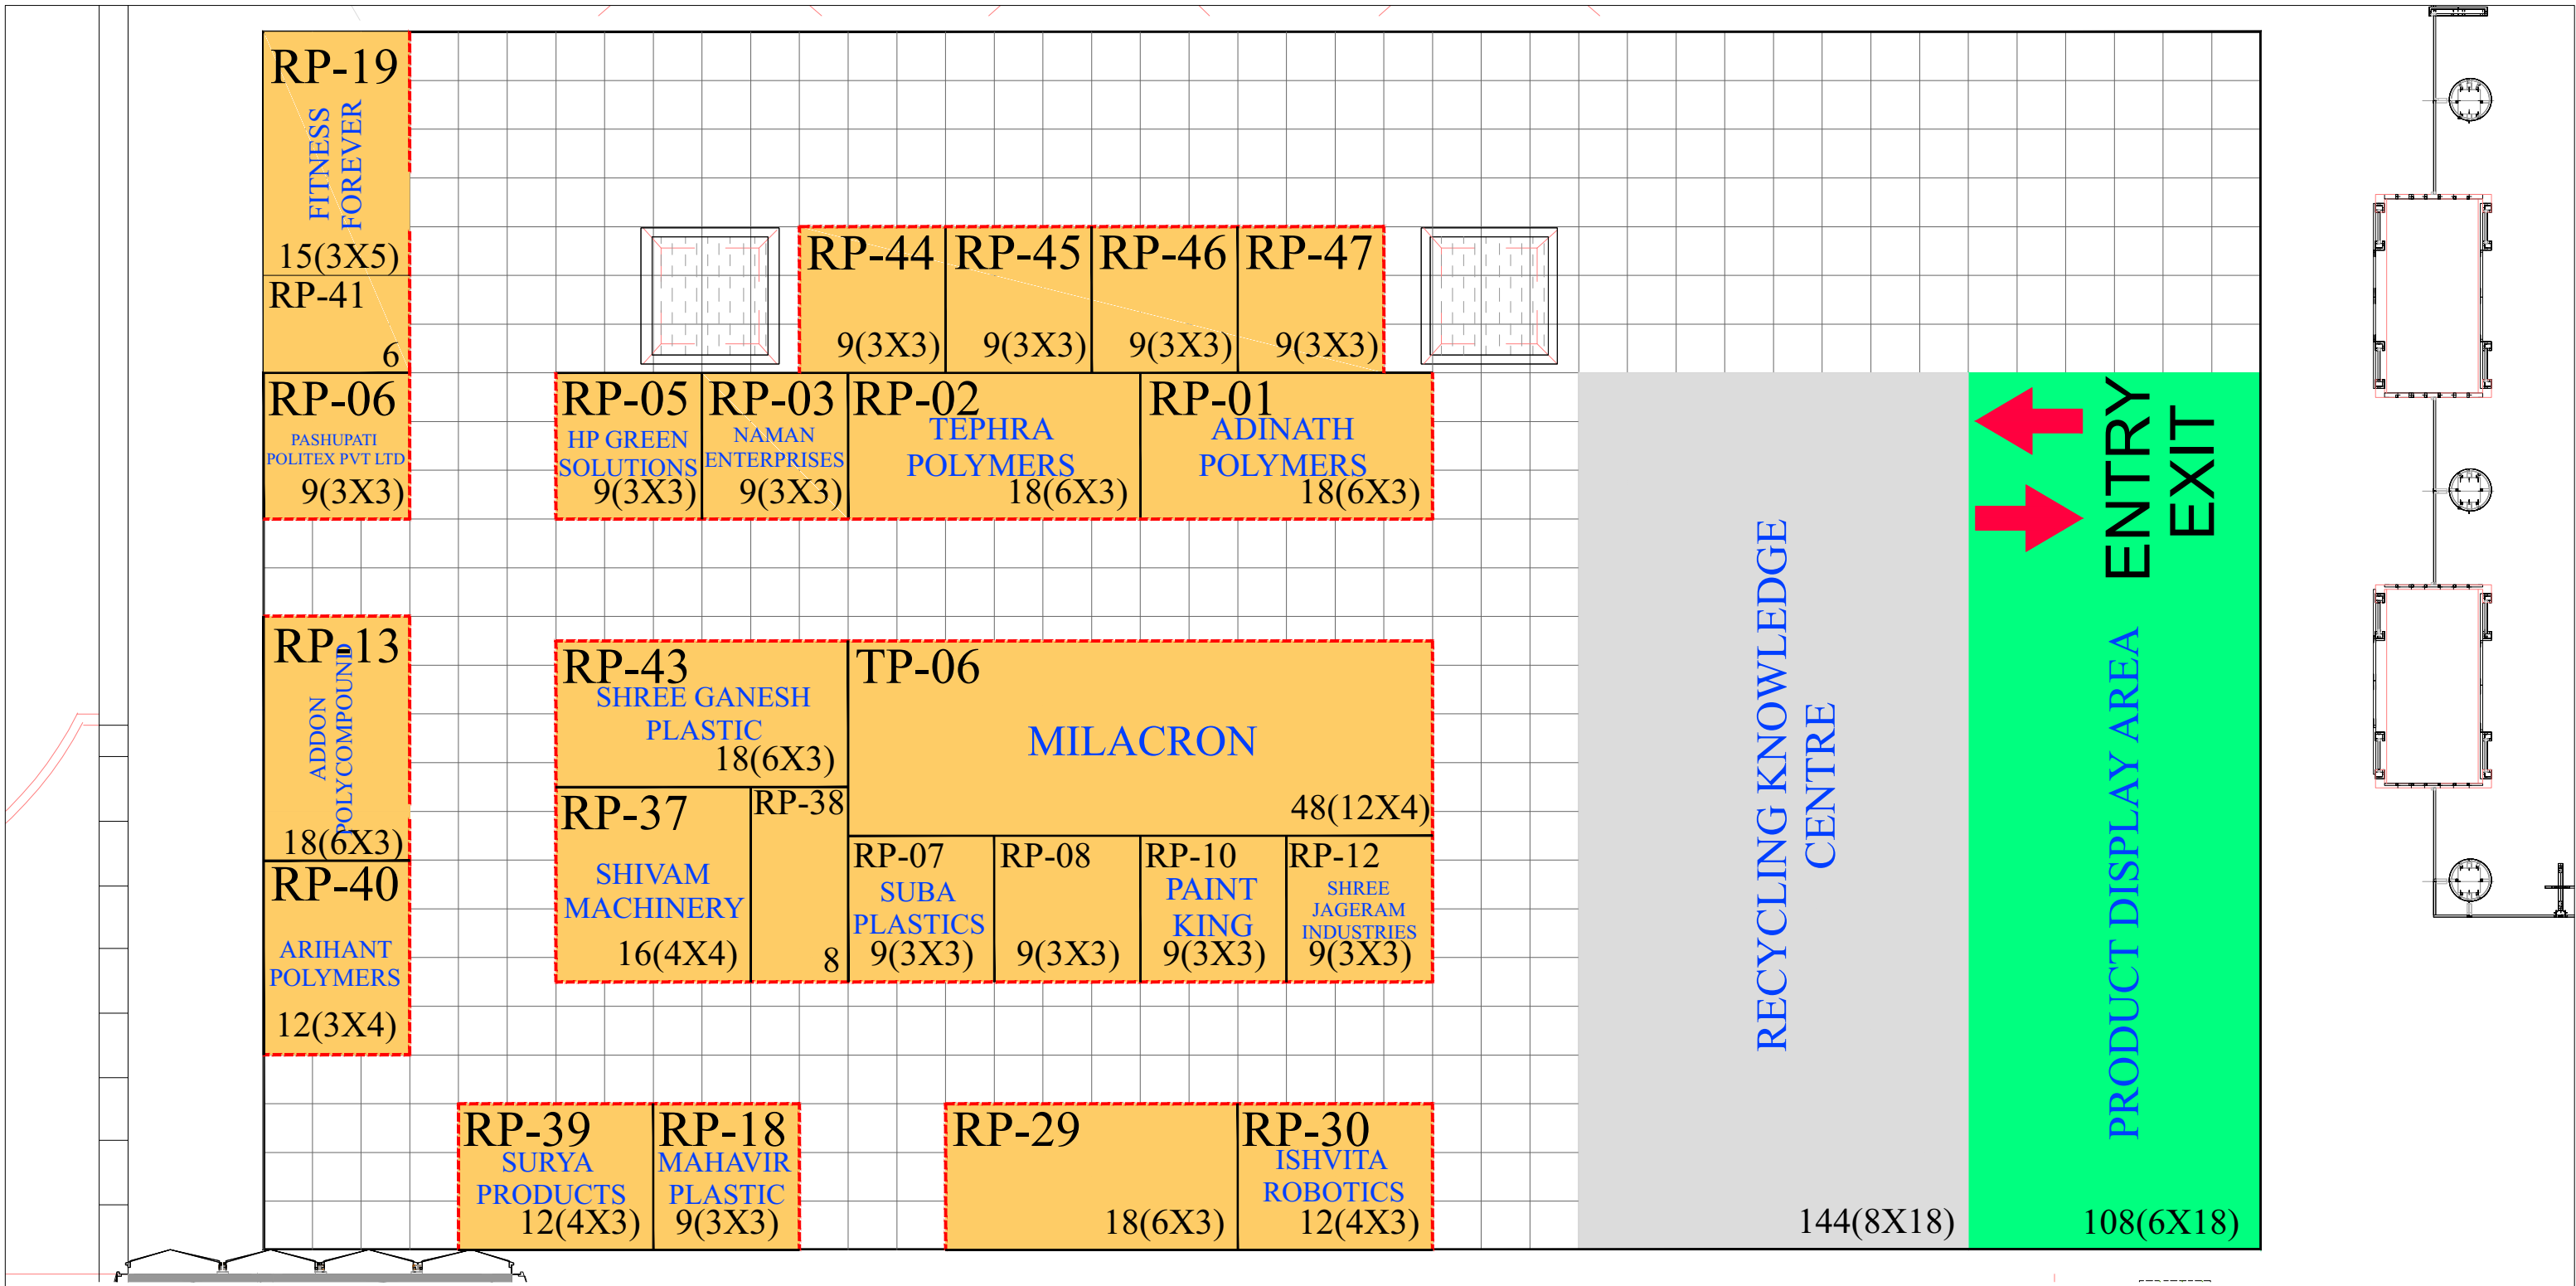 RP-19
FITNESS
FOREVER
15(3X5)
RP-41
6
RP-06
PASHUPATI
POLITEX PVT LTD
9(3X3)
RP-44
9(3X3)
RP-45
9(3X3)
RP-46
9(3X3)
RP-47
9(3X3)
RP-05
HP GREEN
SOLUTIONS
9(3X3)
RP-03
NAMAN
ENTERPRISES
9(3X3)
RP-02
TEPHRA
POLYMERS
18(6X3)
RP-01
ADINATH
POLYMERS
18(6X3)
RP-13
ADDON
POLYCOMPOUND
18(6X3)
RP-40
ARIHANT
POLYMERS
12(3X4)
RP-43
SHREE GANESH
PLASTIC
18(6X3)
TP-06
MILACRON
48(12X4)
RP-37
SHIVAM
MACHINERY
16(4X4)
RP-38
8
RP-07
SUBA
PLASTICS
9(3X3)
RP-08
9(3X3)
RP-10
PAINT
KING
9(3X3)
RP-12
SHREE
JAGERAM
INDUSTRIES
9(3X3)
RP-39
SURYA
PRODUCTS
12(4X3)
RP-18
MAHAVIR
PLASTIC
9(3X3)
RP-29
18(6X3)
RP-30
ISHVITA
ROBOTICS
12(4X3)
RECYCLING KNOWLEDGE
CENTRE
144(8X18)
ENTRY
EXIT
PRODUCT DISPLAY AREA
108(6X18)